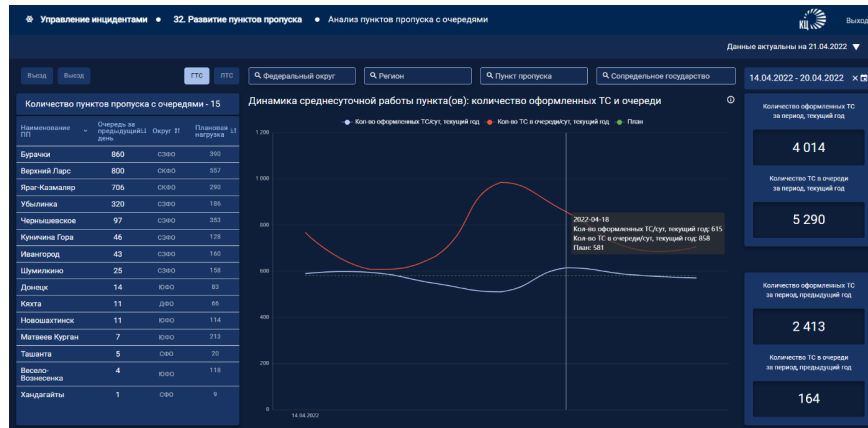 Управление инцидентами • 32. Развитие пунктов пропуска • Анализ пунктов пропуска с очередями
КЦ
Выход
Данные актуальны на 21.04.2022
Въезд Выезд ГТС ЛТС
Федеральный округ Регион Пункт пропуска Сопредельное государство
14.04.2022 - 20.04.2022
Количество пунктов пропуска с очередями - 15
Наименование ПП Очередь за предыдущий день Округ Плановая нагрузка
Бурачки 860 СЗФО 390
Верхний Ларс 800 СКФО 557
Яраг-Казмаляр 706 СКФО 290
Убылинка 320 СЗФО 186
Чернышевское 97 СЗФО 353
Куничина Гора 46 СЗФО 128
Ивангород 43 СЗФО 160
Шумилкино 25 СЗФО 158
Донецк 14 ЮФО 83
Кяхта 11 ДФО 66
Новошахтинск 11 ЮФО 114
Матвеев Курган 7 ЮФО 213
Ташанта 5 СФО 20
Весело-Вознесенка 4 ЮФО 118
Хандагайты 1 СФО 9
Динамика среднесуточной работы пункта(ов): количество оформленных ТС и очереди
Кол-во оформленных ТС/сут, текущий год Кол-во ТС в очереди/сут, текущий год План
1 200
1 000
800
600
400
200
0
14.04.2022
2022-04-18
Кол-во оформленных ТС/сут, текущий год: 615
Кол-во ТС в очереди/сут, текущий год: 858
План: 581
Количество оформленных ТС
за период, текущий год
4 014
Количество ТС в очереди
за период, текущий год
5 290
Количество оформленных ТС
за период, предыдущий год
2 413
Количество ТС в очереди
за период, предыдущий год
164